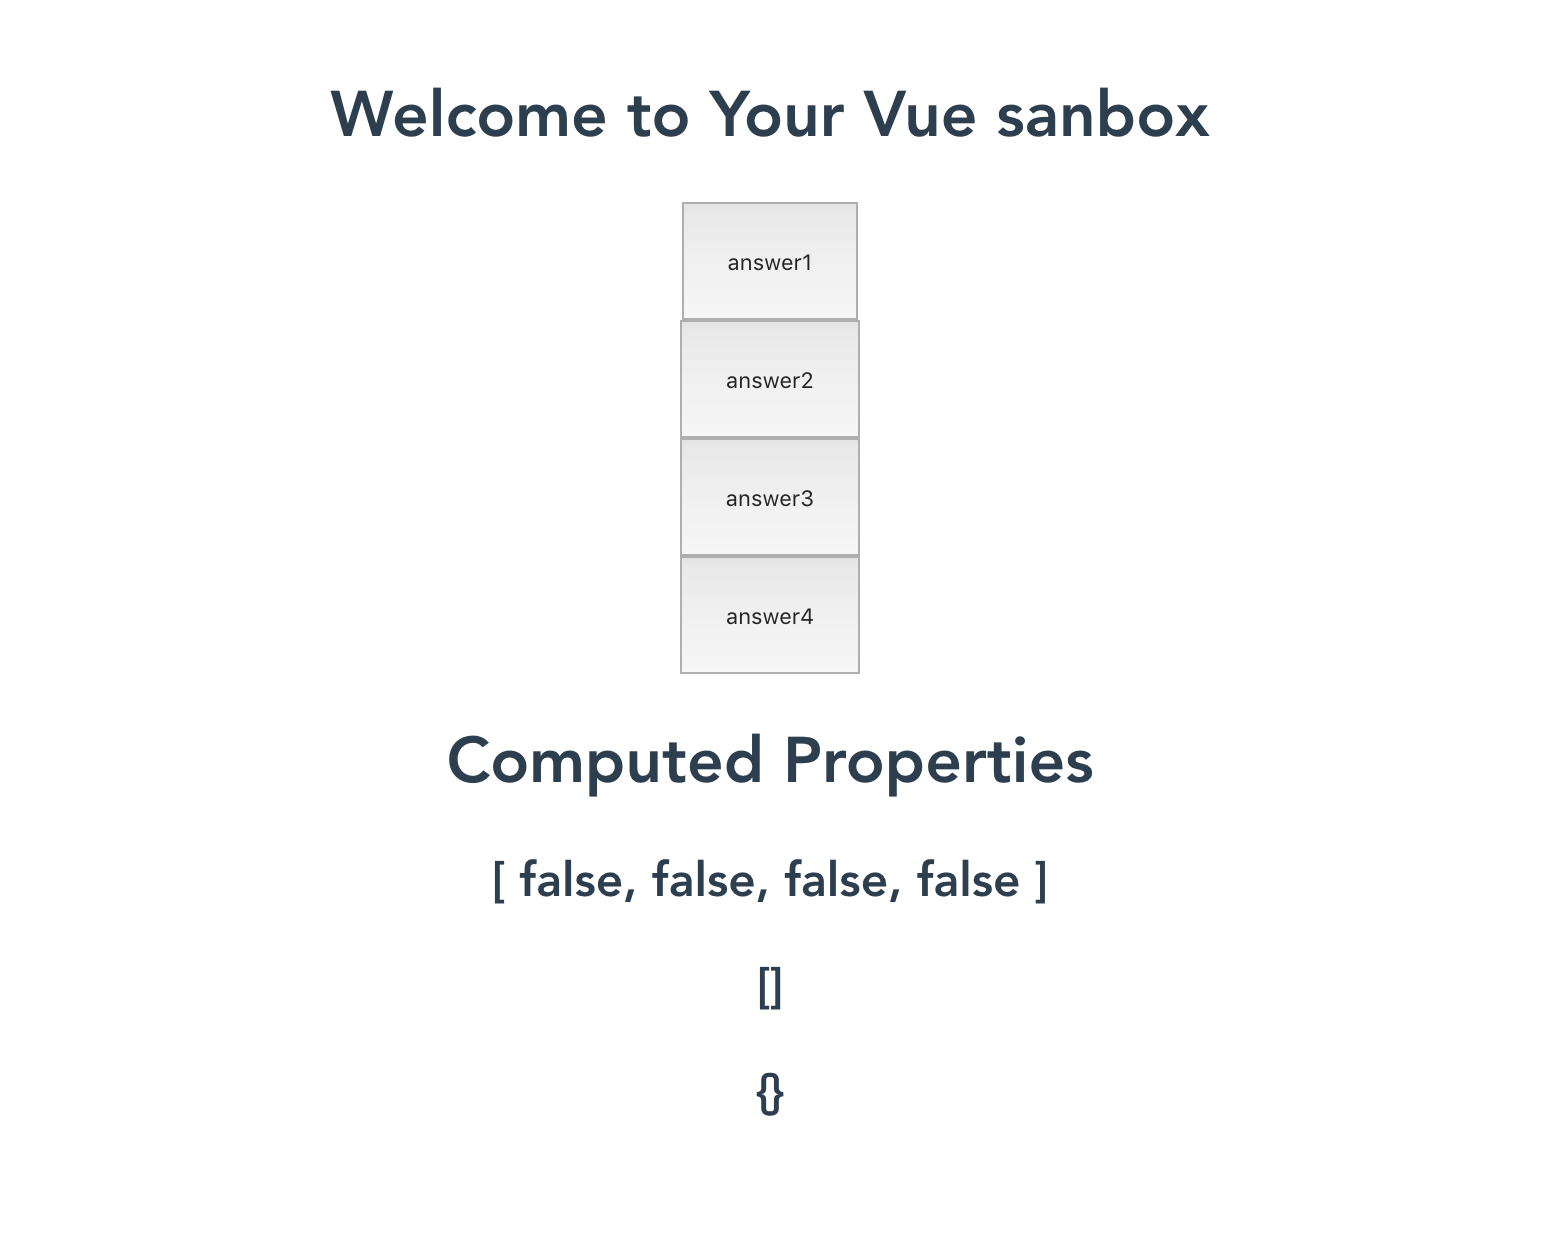 Welcome to Your Vue sanbox
answer1
answer2
answer3
answer4
Computed Properties
[ false, false, false, false ]
[]
{}